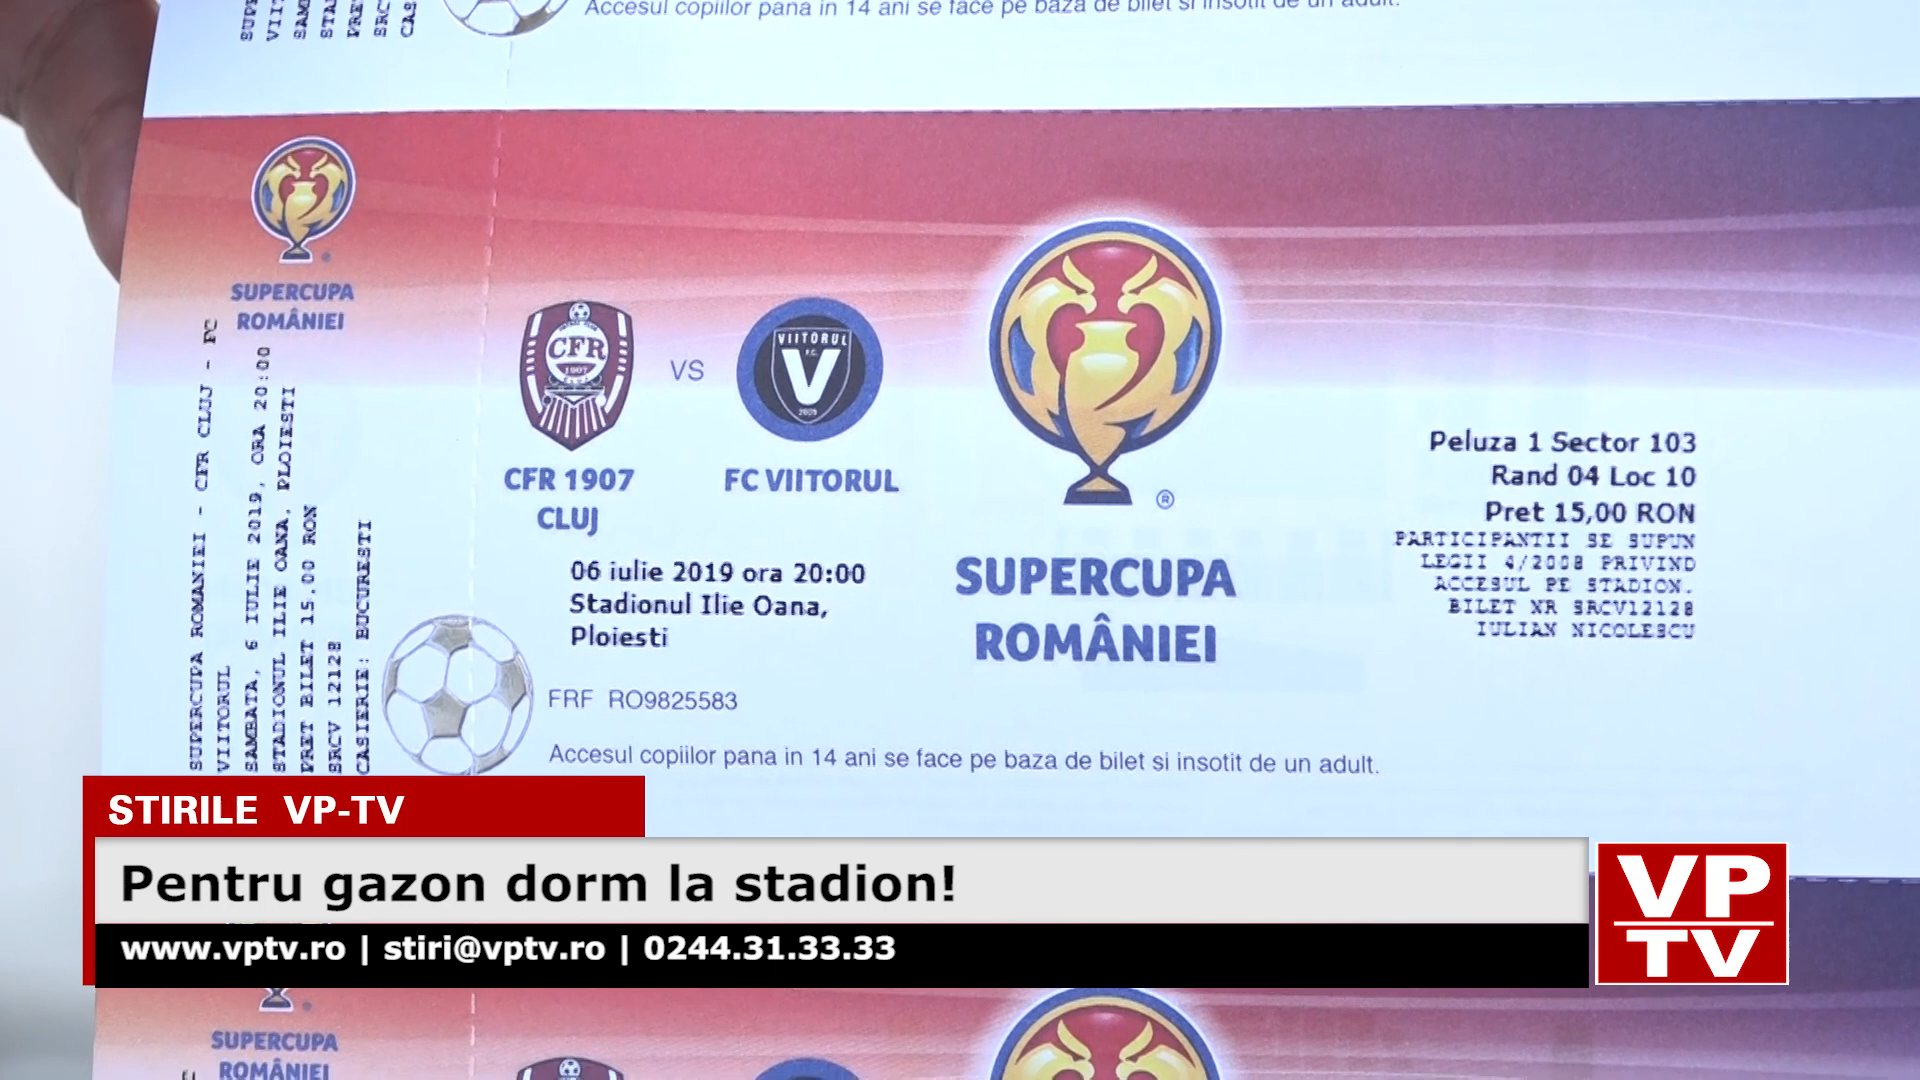 Accesul copiilor pana in 14 ani se face pe baza de bilet si insotit de un adult.
SUPERCUPA
ROMÂNIEI
SUPERCUPA ROMANIEI - CFR CLUJ - FC
VIITORUL
SAMBATA, 6 IULIE 2019, ORA 20:00
STADIONUL ILIE OANA, PLOIESTI
PRET BILET 15.00 RON
SRCV 12128
CASIERIE: BUCURESTI
CFR
1907
CLUJ
VS
VIITORUL
F.C.
V
2009
CFR 1907
CLUJ
FC VIITORUL
06 iulie 2019 ora 20:00
Stadionul Ilie Oana,
Ploiesti
FRF RO9825583
®
SUPERCUPA
ROMÂNIEI
Peluza 1 Sector 103
Rand 04 Loc 10
Pret 15,00 RON
PARTICIPANTII SE SUPUN
LEGII 4/2008 PRIVIND
ACCESUL PE STADION.
BILET NR SRCV12128
IULIAN NICOLESCU
Accesul copiilor pana in 14 ani se face pe baza de bilet si insotit de un adult.
STIRILE VP-TV
Pentru gazon dorm la stadion!
www.vptv.ro | stiri@vptv.ro | 0244.31.33.33
VP
TV
SUPERCUPA
ROMÂNIEI